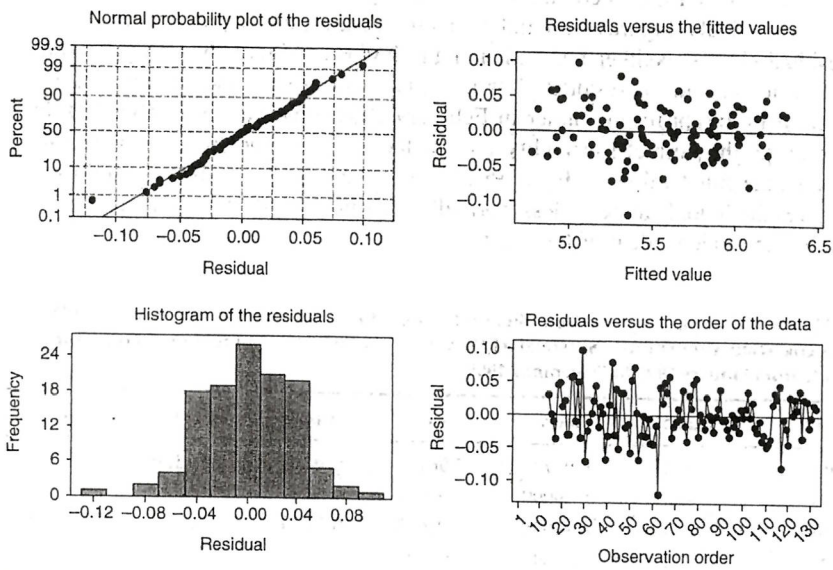 Normal probability plot of the residuals
99.9
99
90
50
10
1
0.1
Percent
−0.10 −0.05 0.00 0.05 0.10
Residual
Residuals versus the fitted values
0.10
0.05
0.00
−0.05
−0.10
Residual
5.0 5.5 6.0 6.5
Fitted value
Histogram of the residuals
24
18
12
6
0
Frequency
−0.12 −0.08 −0.04 0.00 0.04 0.08
Residual
Residuals versus the order of the data
0.10
0.05
0.00
−0.05
−0.10
Residual
1 10 20 30 40 50 60 70 80 90 100 110 120 130
Observation order